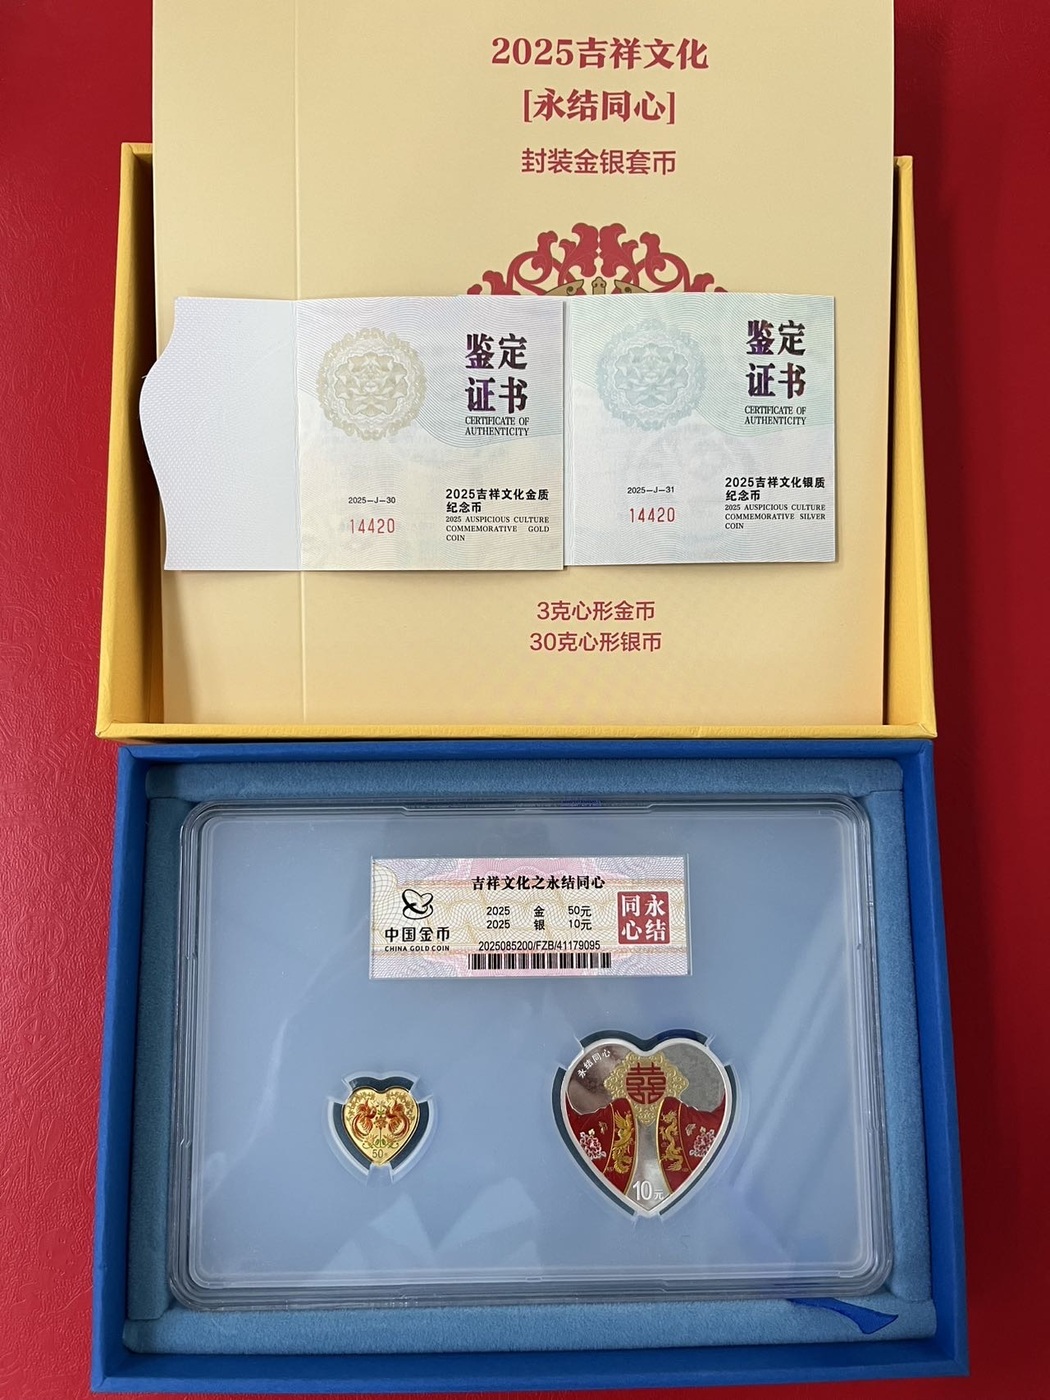 2025吉祥文化
[永结同心]
封装金银套币
鉴定
证书
CERTIFICATE OF
AUTHENTICITY
2025—J—30
14420
2025吉祥文化金质
纪念币
2025 AUSPICIOUS CULTURE
COMMEMORATIVE GOLD
COIN
鉴定
证书
CERTIFICATE OF
AUTHENTICITY
2025—J—31
14420
2025吉祥文化银质
纪念币
2025 AUSPICIOUS CULTURE
COMMEMORATIVE SILVER
COIN
3克心形金币
30克心形银币
吉祥文化之永结同心
中国金币
CHINA GOLD COIN
2025 金 50元
2025 银 10元
2025085200/FZB/41179095
同永
心结
50元
永结同心
囍
10元